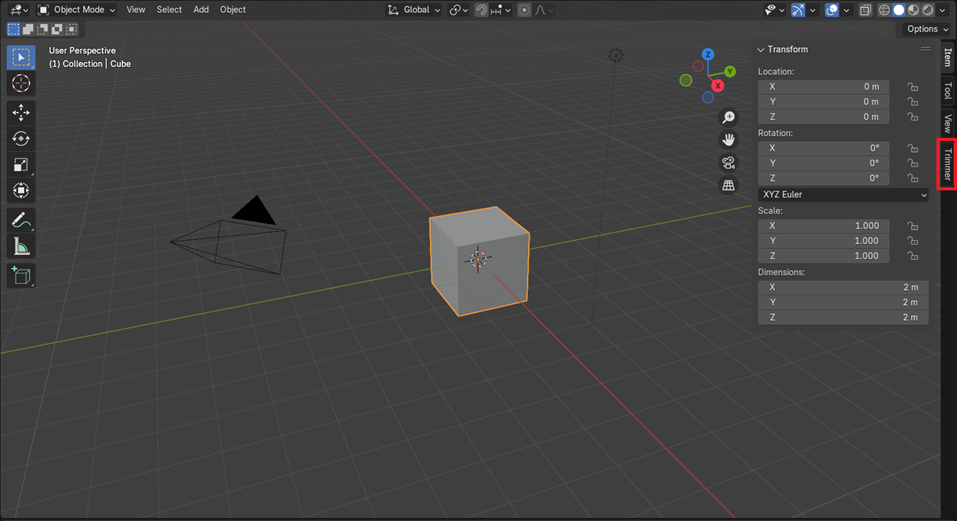 Object Mode View Select Add Object Global
Options
User Perspective
(1) Collection | Cube
Z
Y
X
Transform
Location:
X 0 m
Y 0 m
Z 0 m
Rotation:
X 0°
Y 0°
Z 0°
XYZ Euler
Scale:
X 1.000
Y 1.000
Z 1.000
Dimensions:
X 2 m
Y 2 m
Z 2 m
Item
Tool
View
Trimmer